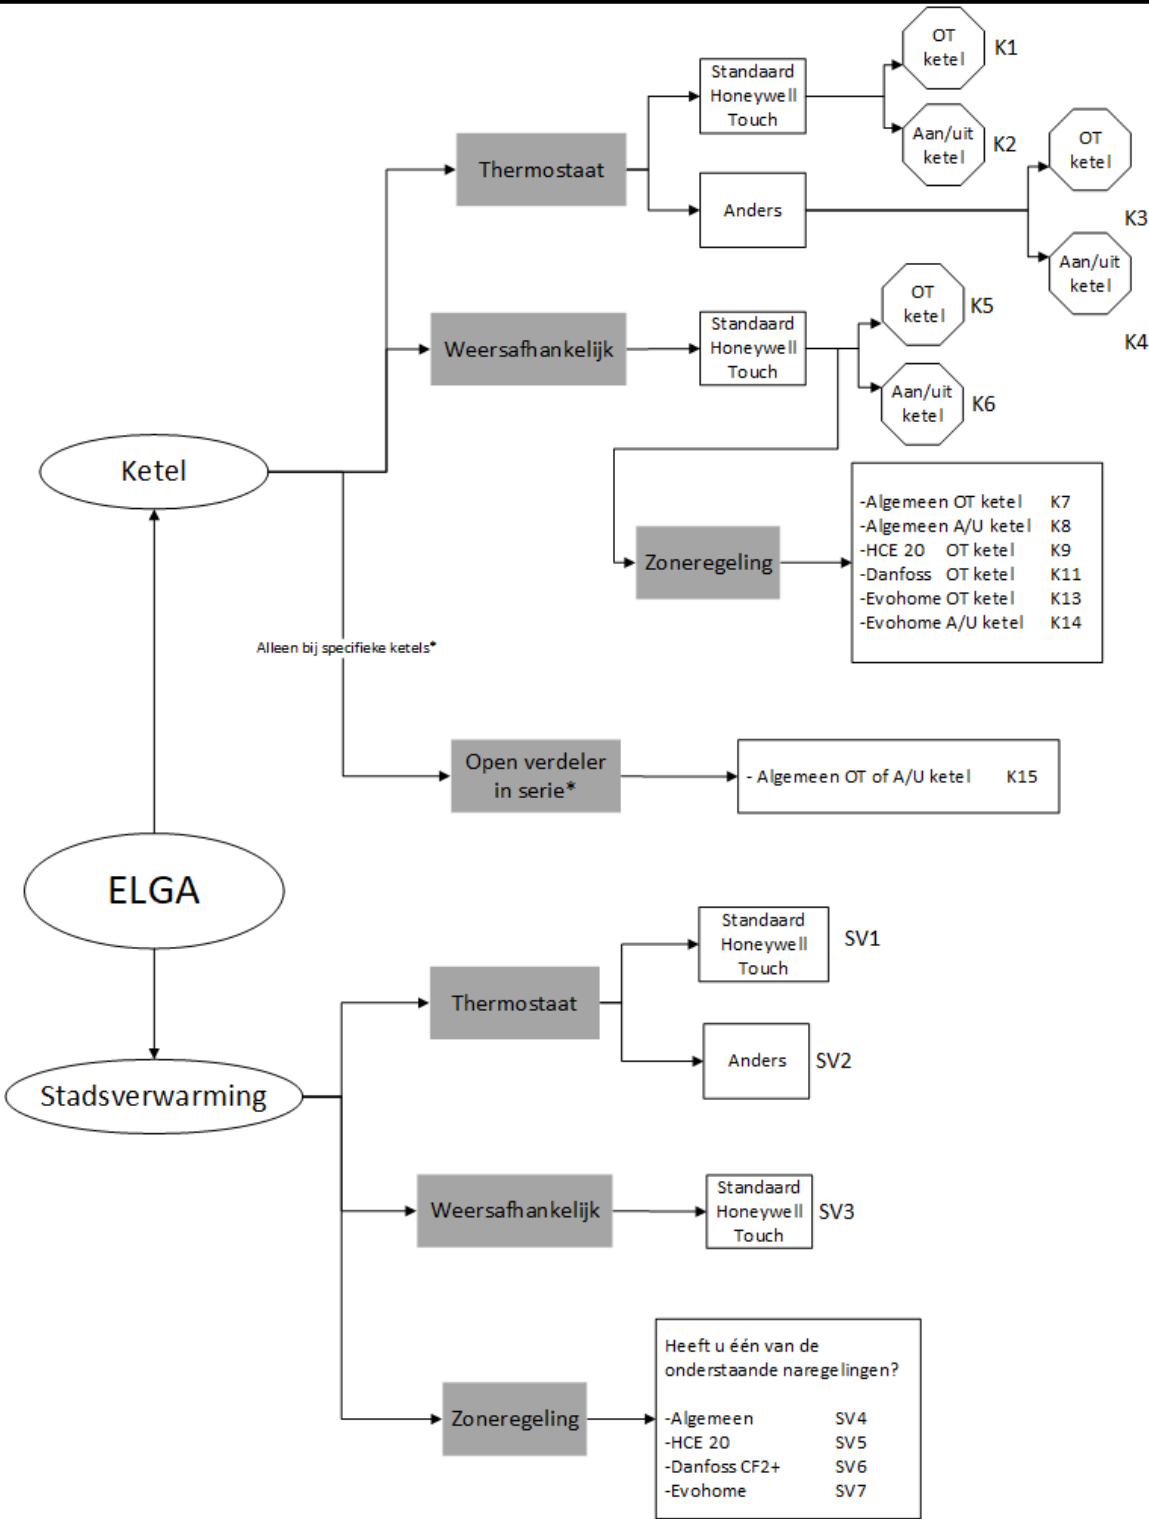 OT
ketel
K1
Standaard
Honeywell
Touch
Aan/uit
ketel
K2
OT
ketel
Thermostaat
Anders
K3
Aan/uit
ketel
OT
ketel
K5
Standaard
Honeywell
Touch
Weersafhankelijk
K4
Aan/uit
ketel
K6
Ketel
-Algemeen OT ketel K7
-Algemeen A/U ketel K8
-HCE 20 OT ketel K9
-Danfoss OT ketel K11
-Evohome OT ketel K13
-Evohome A/U ketel K14
Zoneregeling
Alleen bij specifieke ketels*
Open verdeler
in serie*
- Algemeen OT of A/U ketel K15
ELGA
Standaard
Honeywell
Touch
SV1
Thermostaat
Anders
SV2
Stadsverwarming
Standaard
Honeywell
Touch
SV3
Weersafhankelijk
Heeft u één van de
onderstaande naregelingen?
-Algemeen SV4
-HCE 20 SV5
-Danfoss CF2+ SV6
-Evohome SV7
Zoneregeling